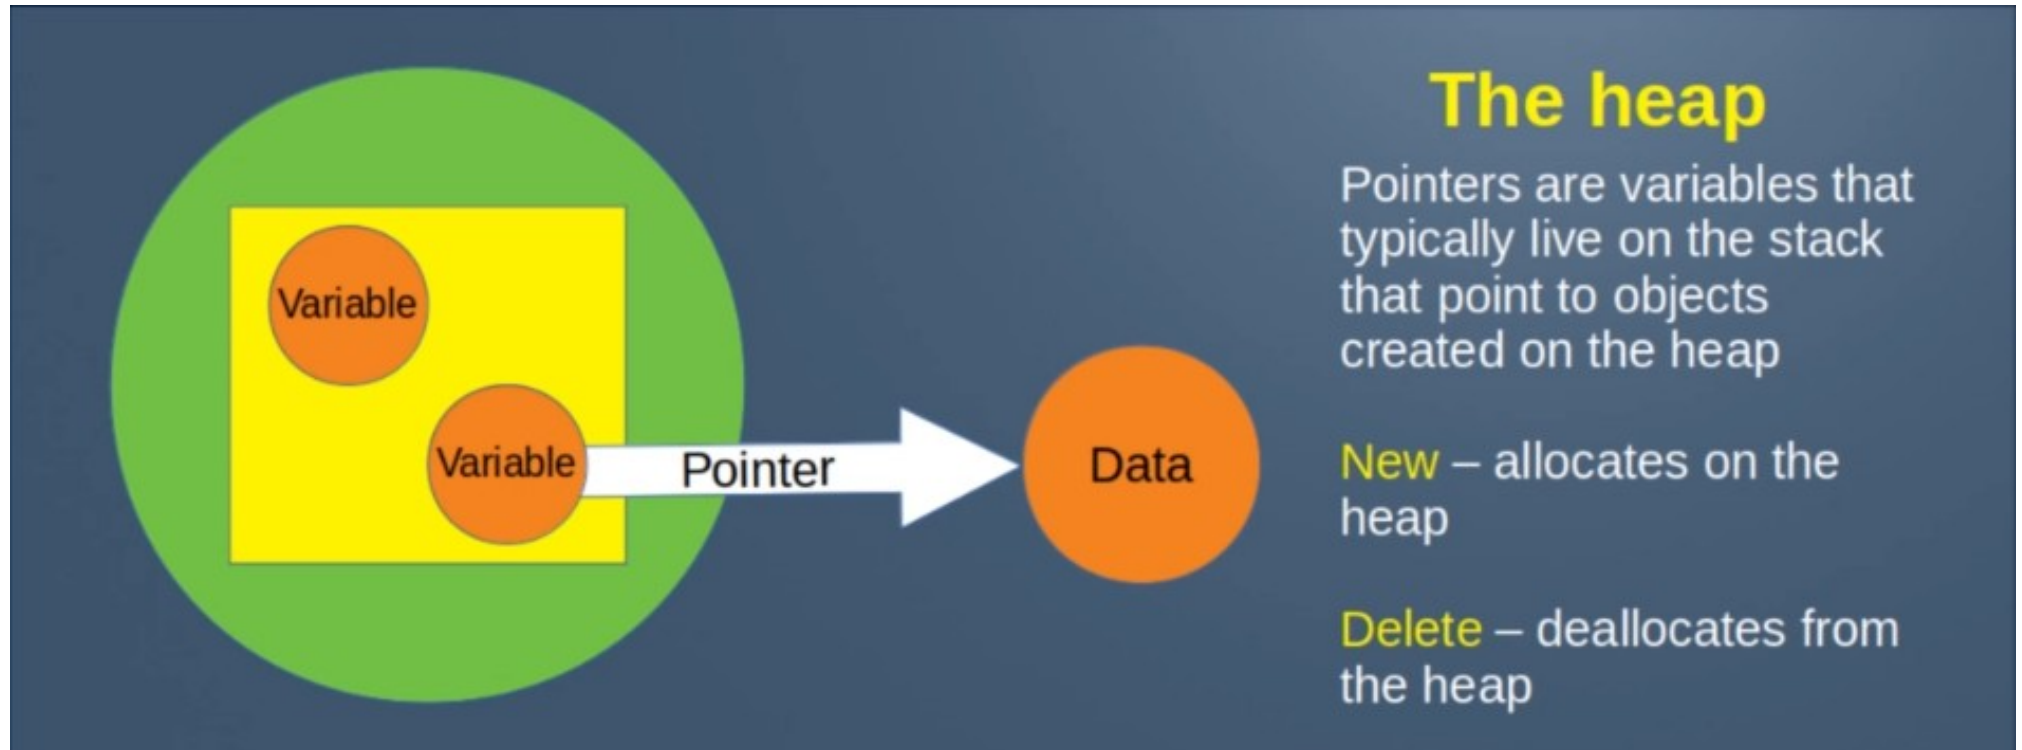 Variable
Variable
Pointer
Data
The heap
Pointers are variables that
typically live on the stack
that point to objects
created on the heap
New – allocates on the
heap
Delete – deallocates from
the heap